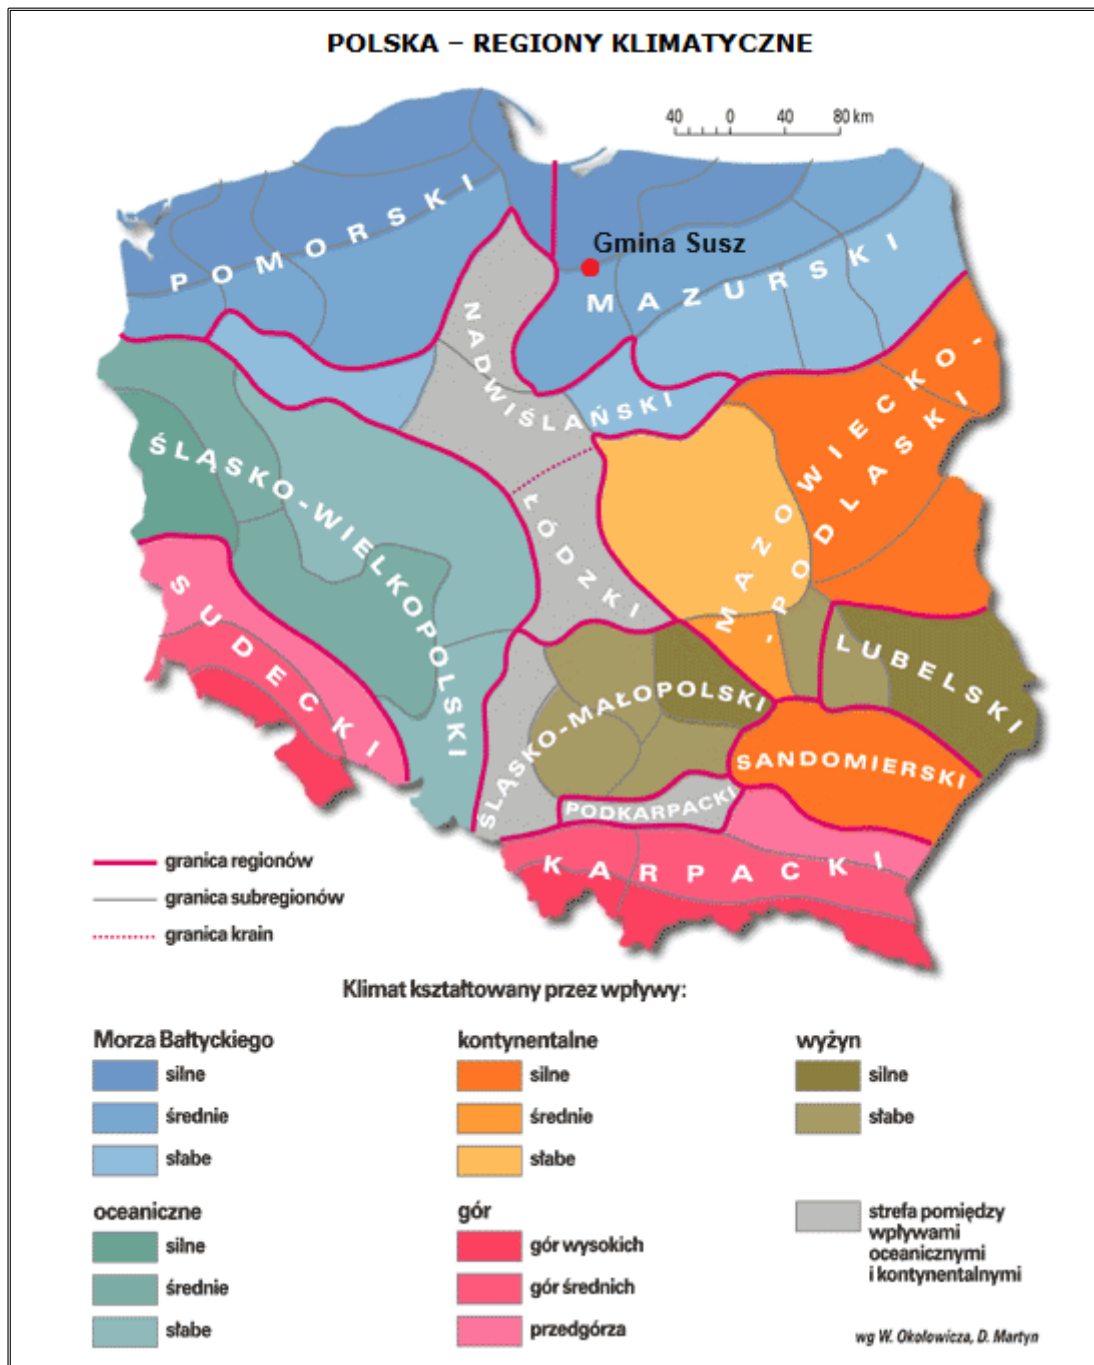 POLSKA – REGIONY KLIMATYCZNE
40 0 40 80 km
Gmina Susz
POMORSKI
MAZURSKI
NADWIŚLAŃSKI
MAZOWIECKO-
-PODLASKI
ŚLĄSKO-WIELKOPOLSKI
ŁÓDZKI
SUDECKI
LUBELSKI
ŚLĄSKO-MAŁOPOLSKI
SANDOMIERSKI
PODKARPACKI
KARPACKI
granica regionów
granica subregionów
granica krain
Klimat kształtowany przez wpływy:
Morza Bałtyckiego
silne
średnie
słabe
kontynentalne
silne
średnie
słabe
wyżyn
silne
słabe
oceaniczne
silne
średnie
słabe
gór
gór wysokich
gór średnich
przedgórza
strefa pomiędzy
wpływami
oceanicznymi
i kontynentalnymi
wg W. Okołowicza, D. Martyn